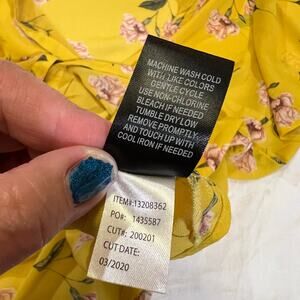 MACHINE WASH COLD
WITH LIKE COLORS
GENTLE CYCLE
USE NON-CHLORINE
BLEACH IF NEEDED
TUMBLE DRY LOW
REMOVE PROMPTLY
AND TOUCH UP WITH
COOL IRON IF NEEDED
ITEM#:13208362
PO#: 1435587
CUT#: 200201
CUT DATE:
03/2020